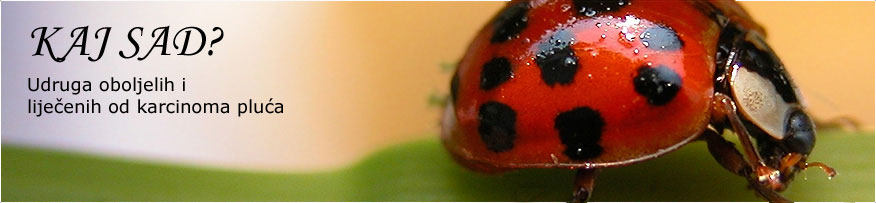 KAJ SAD?
Udruga oboljelih i
liječenih od karcinoma pluća